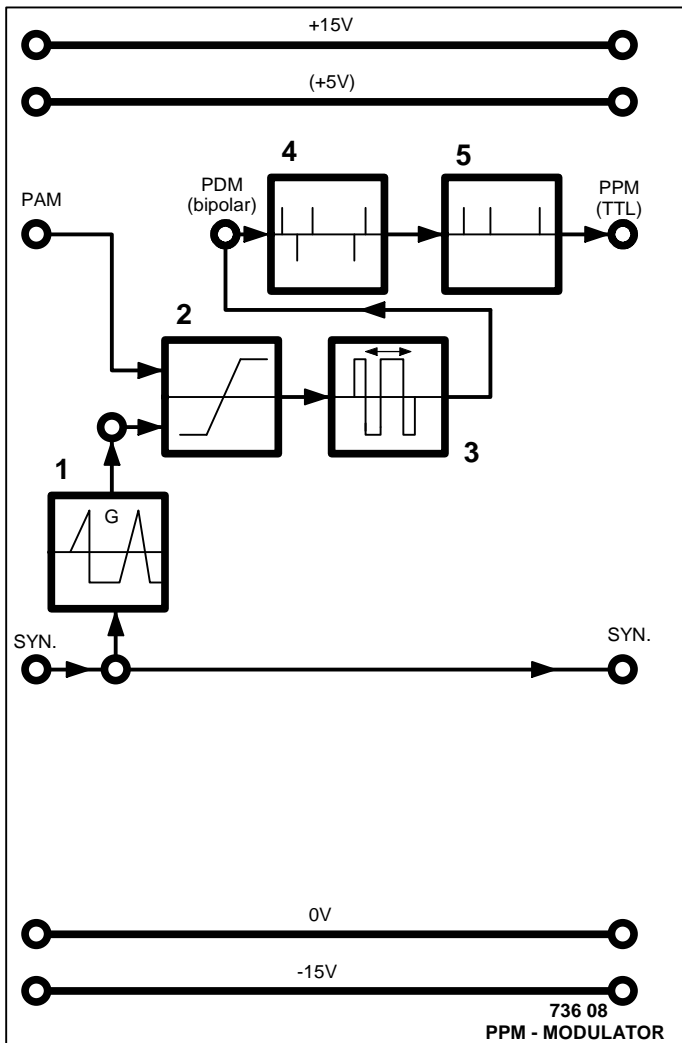 +15V
(+5V)
4
5
PAM
PDM
(bipolar)
PPM
(TTL)
2
3
1
G
SYN.
SYN.
0V
-15V
736 08
PPM - MODULATOR